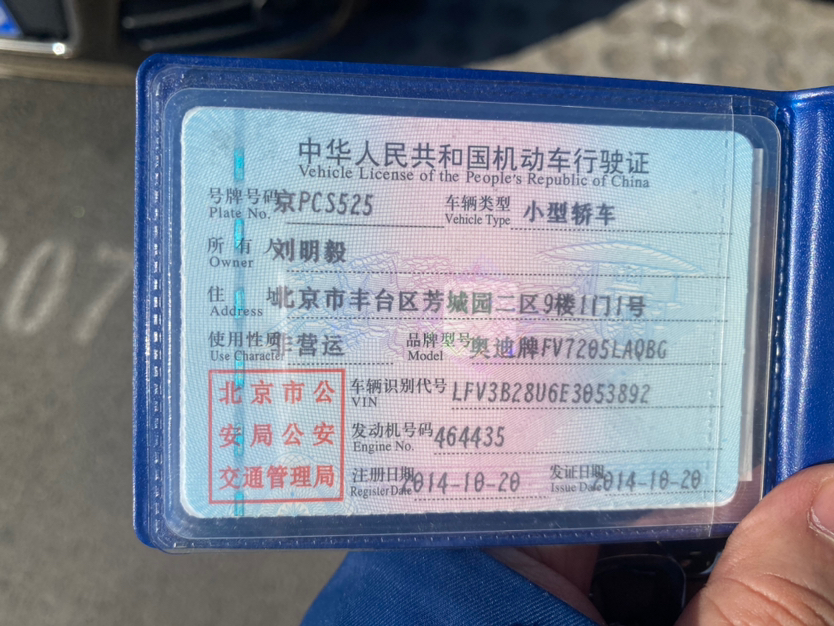 中华人民共和国机动车行驶证
Vehicle License of the People's Republic of China
号牌号码 京PCS525 车辆类型 小型轿车
Plate No. Vehicle Type
所有人 刘明毅
Owner
住址 北京市丰台区芳城园二区9楼1门1号
Address
使用性质 非营运 品牌型号 奥迪牌FV7205LAQBG
Use Character Model
北京市公
安局公安
交通管理局
车辆识别代号 LFV3B28U6E3053892
VIN
发动机号码 464435
Engine No.
注册日期 2014-10-20 发证日期 2014-10-20
Register Date Issue Date